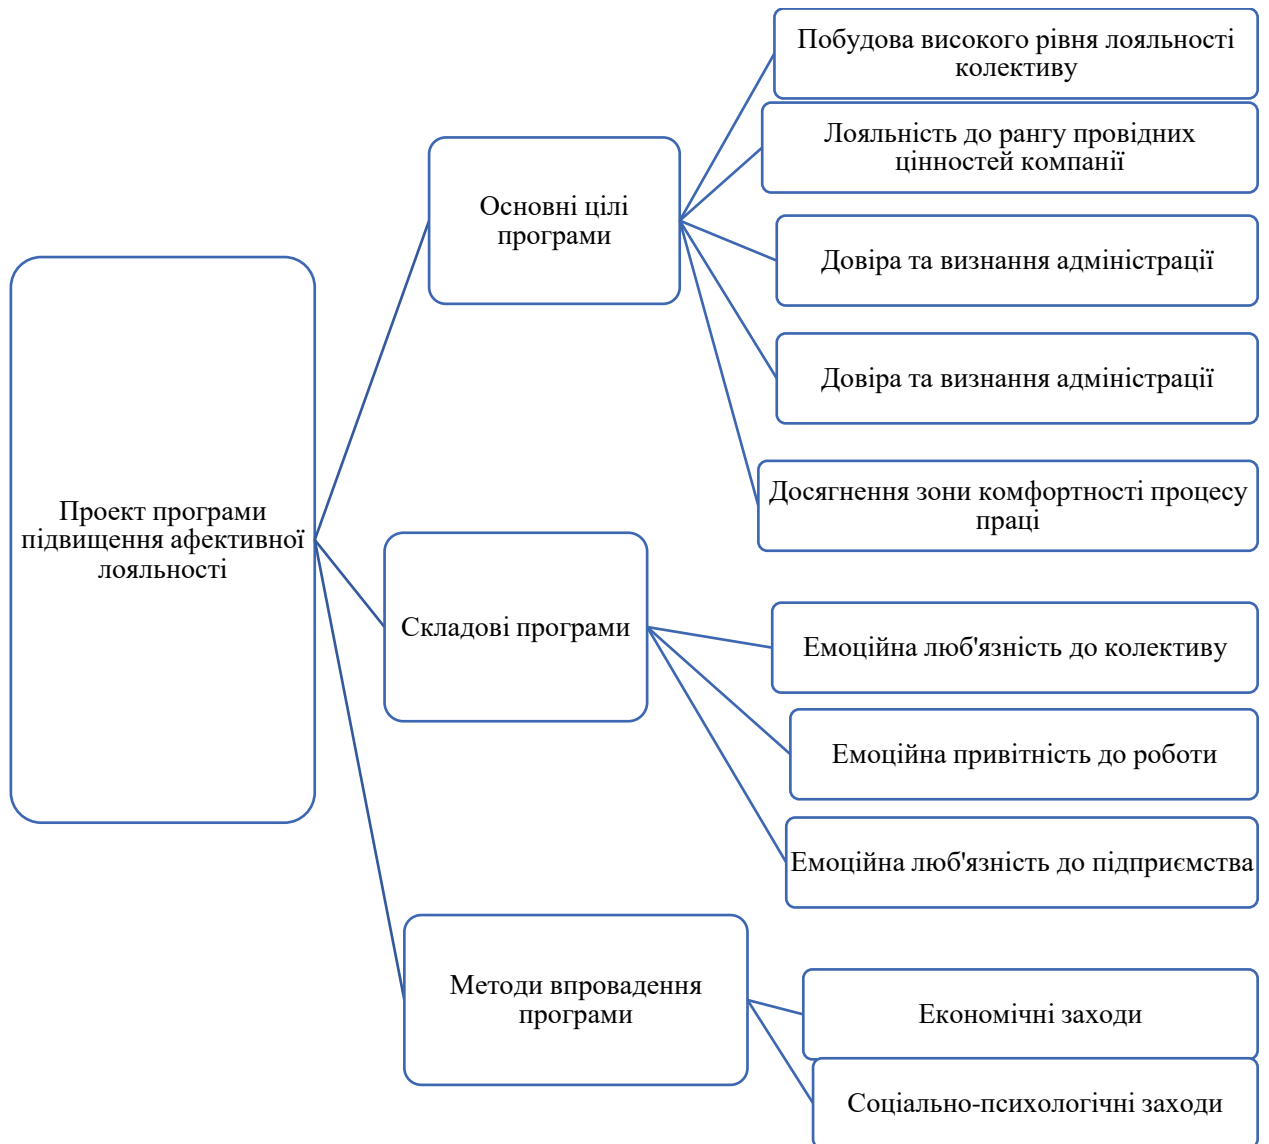 Проект програми
підвищення афективної
лояльності
Основні цілі
програми
Побудова високого рівня лояльності
колективу
Лояльність до рангу провідних
цінностей компанії
Довіра та визнання адміністрації
Довіра та визнання адміністрації
Досягнення зони комфортності процесу
праці
Складові програми
Емоційна люб'язність до колективу
Емоційна привітність до роботи
Емоційна люб'язність до підприємства
Методи впровадення
програми
Економічні заходи
Соціально-психологічні заходи